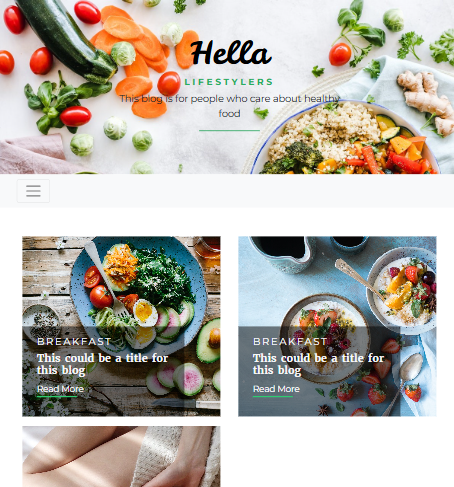 Hella
LIFESTYLERS
This blog is for people who care about healthy
food
BREAKFAST
This could be a title for
this blog
Read More
BREAKFAST
This could be a title for
this blog
Read More